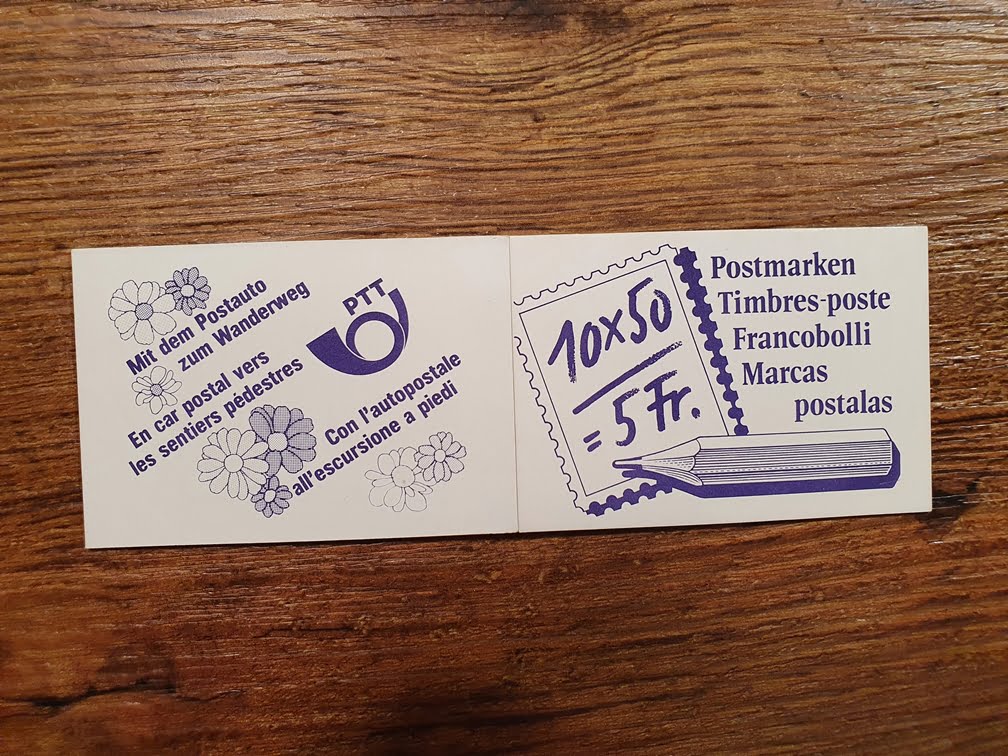 Mit dem Postauto
zum Wanderweg
PTT
En car postal vers
les sentiers pédestres
Con l'autopostale
all'escursione a piedi
10x50
= 5 Fr.
Postmarken
Timbres-poste
Francobolli
Marcas
postalas